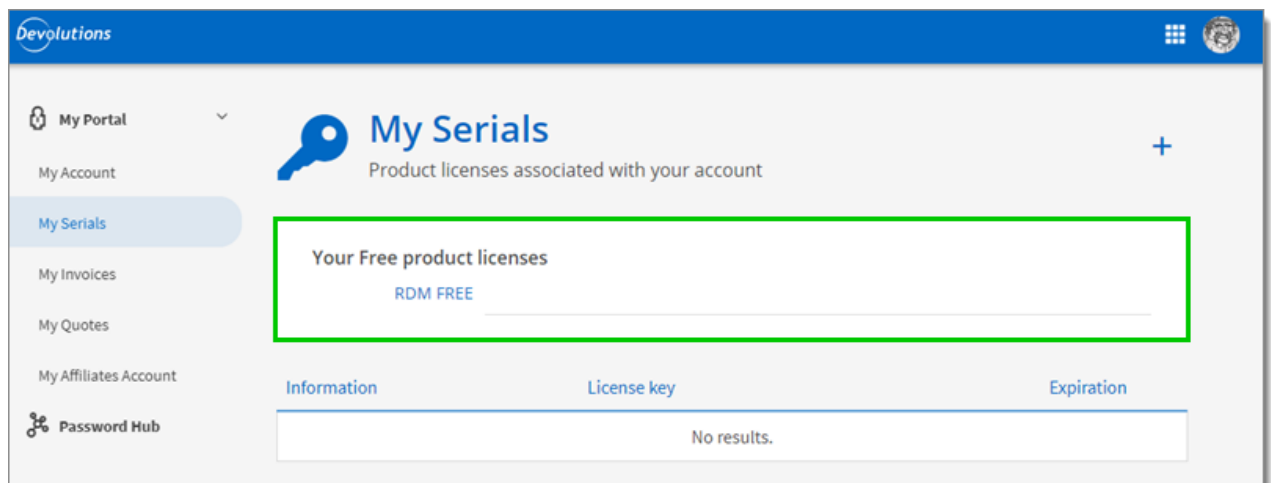 Devolutions
My Portal
My Account
My Serials
My Invoices
My Quotes
My Affiliates Account
Password Hub
My Serials
Product licenses associated with your account
Your Free product licenses
RDM FREE
Information License key Expiration
No results.